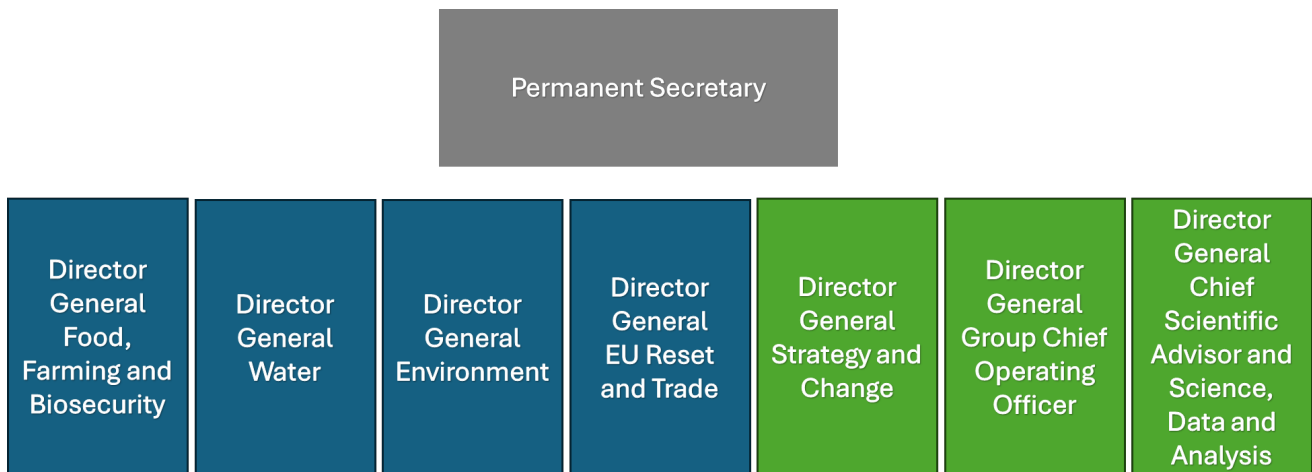 Permanent Secretary
Director
General
Food,
Farming and
Biosecurity
Director
General
Water
Director
General
Environment
Director
General
EU Reset
and Trade
Director
General
Strategy and
Change
Director
General
Group Chief
Operating
Officer
Director
General
Chief
Scientific
Advisor and
Science,
Data and
Analysis